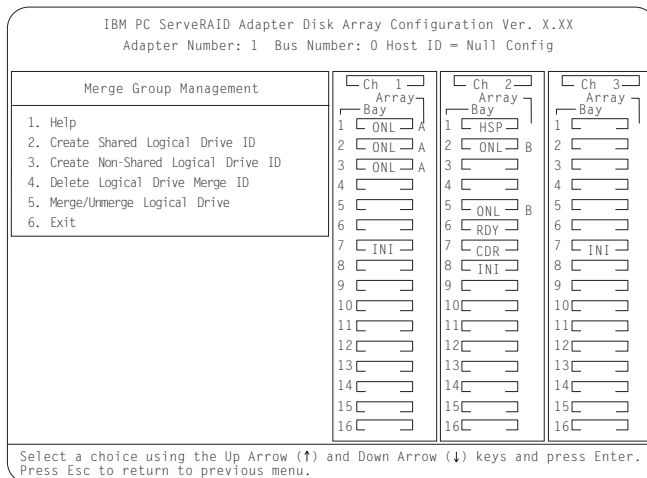 IBM PC ServeRAID Adapter Disk Array Configuration Ver. X.XX
Adapter Number: 1 Bus Number: 0 Host ID = Null Config
Merge Group Management
1. Help
2. Create Shared Logical Drive ID
3. Create Non-Shared Logical Drive ID
4. Delete Logical Drive Merge ID
5. Merge/Unmerge Logical Drive
6. Exit
Ch 1
Array
Bay
1 ONL A
2 ONL A
3 ONL A
4
5
6
7 INI
8
9
10
11
12
13
14
15
16
Ch 2
Array
Bay
1 HSP
2 ONL B
3
4
5 ONL B
6 RDY
7 CDR
8 INI
9
10
11
12
13
14
15
16
Ch 3
Array
Bay
1
2
3
4
5
6
7 INI
8
9
10
11
12
13
14
15
16
Select a choice using the Up Arrow (↑) and Down Arrow (↓) keys and press Enter.
Press Esc to return to previous menu.